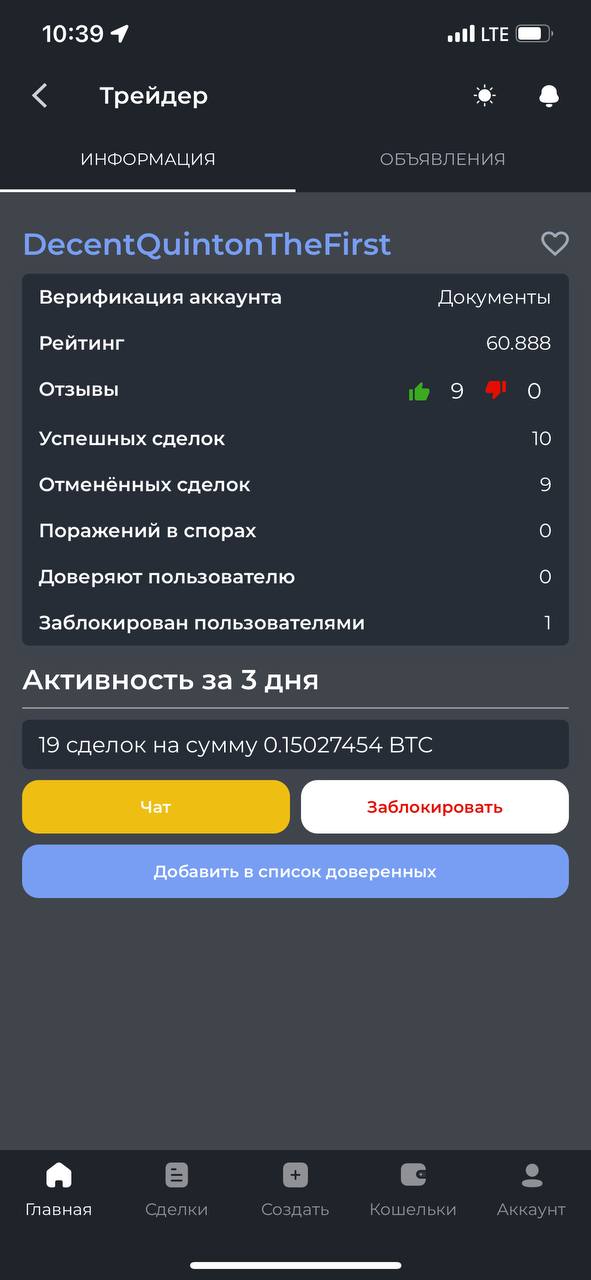 10:39
LTE
Трейдер
ИНФОРМАЦИЯ
ОБЪЯВЛЕНИЯ
DecentQuintonTheFirst
Верификация аккаунта Документы
Рейтинг 60.888
Отзывы 9 0
Успешных сделок 10
Отменённых сделок 9
Поражений в спорах 0
Доверяют пользователю 0
Заблокирован пользователями 1
Активность за 3 дня
19 сделок на сумму 0.15027454 BTC
Чат
Заблокировать
Добавить в список доверенных
Главная
Сделки
Создать
Кошельки
Аккаунт